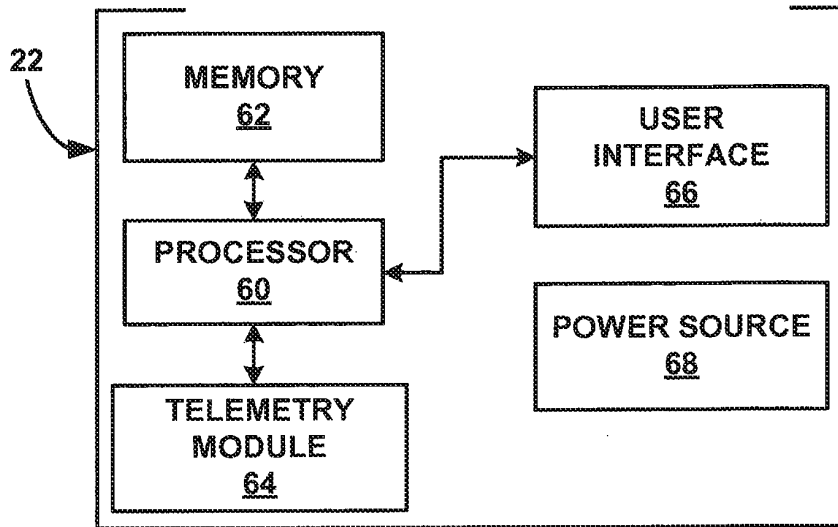 22
MEMORY
62
PROCESSOR
60
TELEMETRY
MODULE
64
USER
INTERFACE
66
POWER SOURCE
68